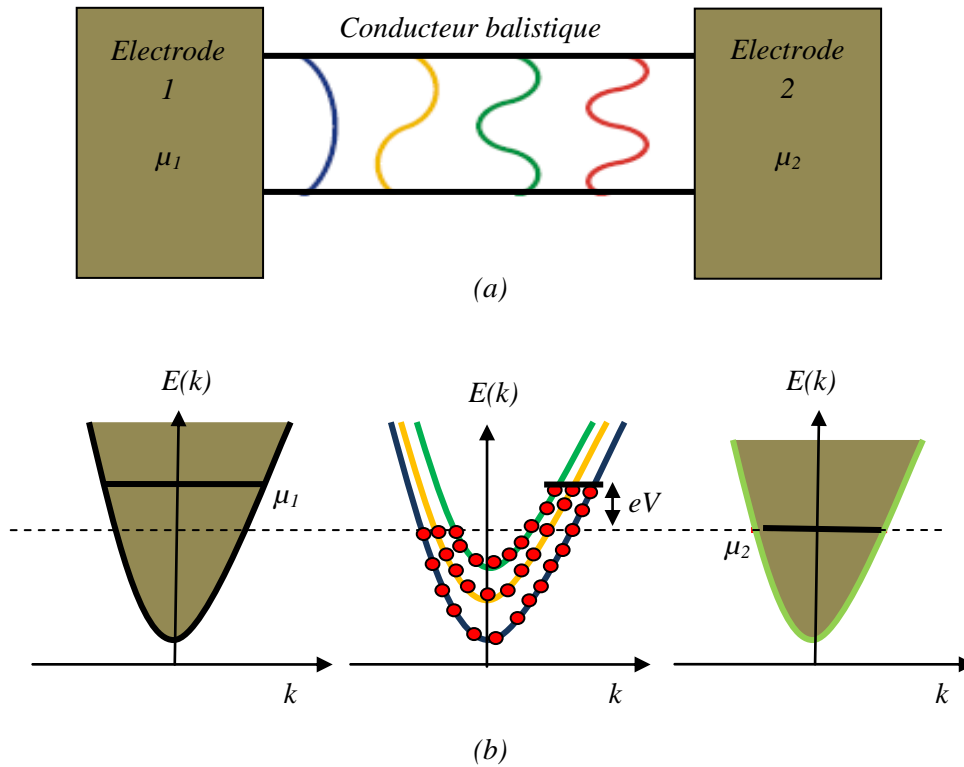 Conducteur balistique
Electrode
1
µ1
Electrode
2
µ2
(a)
E(k)
E(k)
E(k)
µ1
eV
µ2
k
k
k
(b)